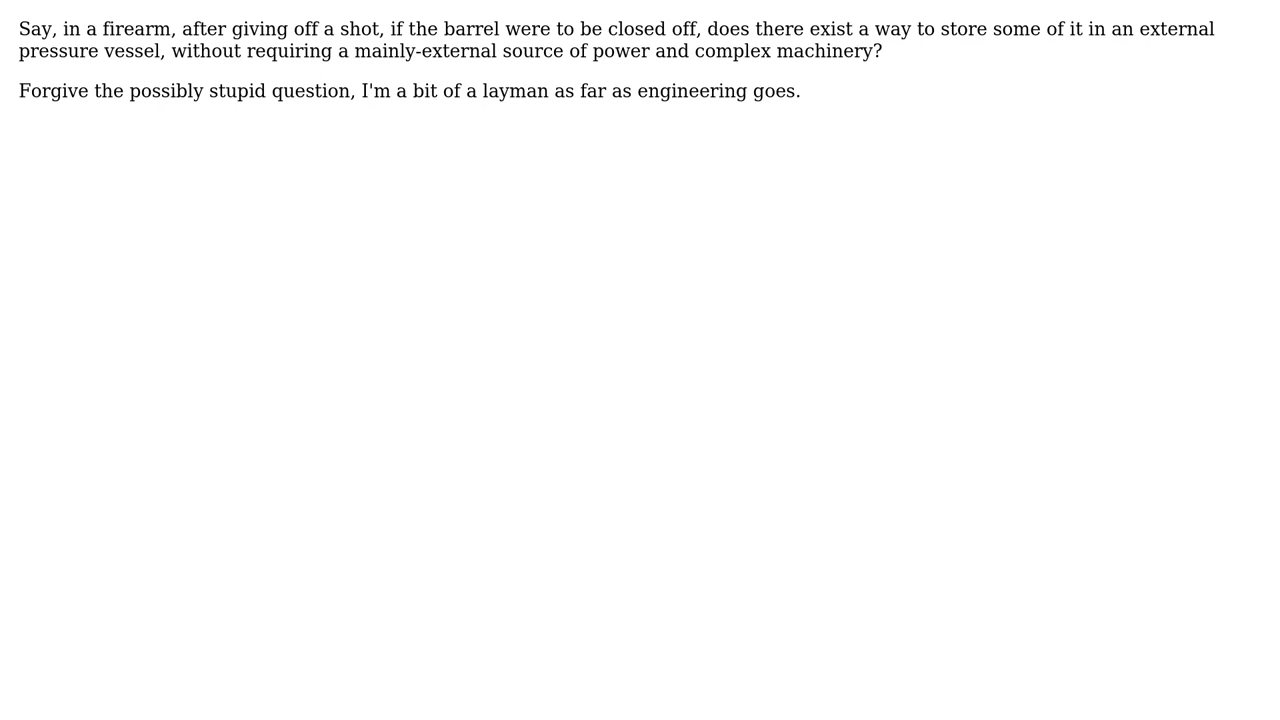 Say, in a firearm, after giving off a shot, if the barrel were to be closed off, does there exist a way to store some of it in an external
pressure vessel, without requiring a mainly-external source of power and complex machinery?
Forgive the possibly stupid question, I'm a bit of a layman as far as engineering goes.